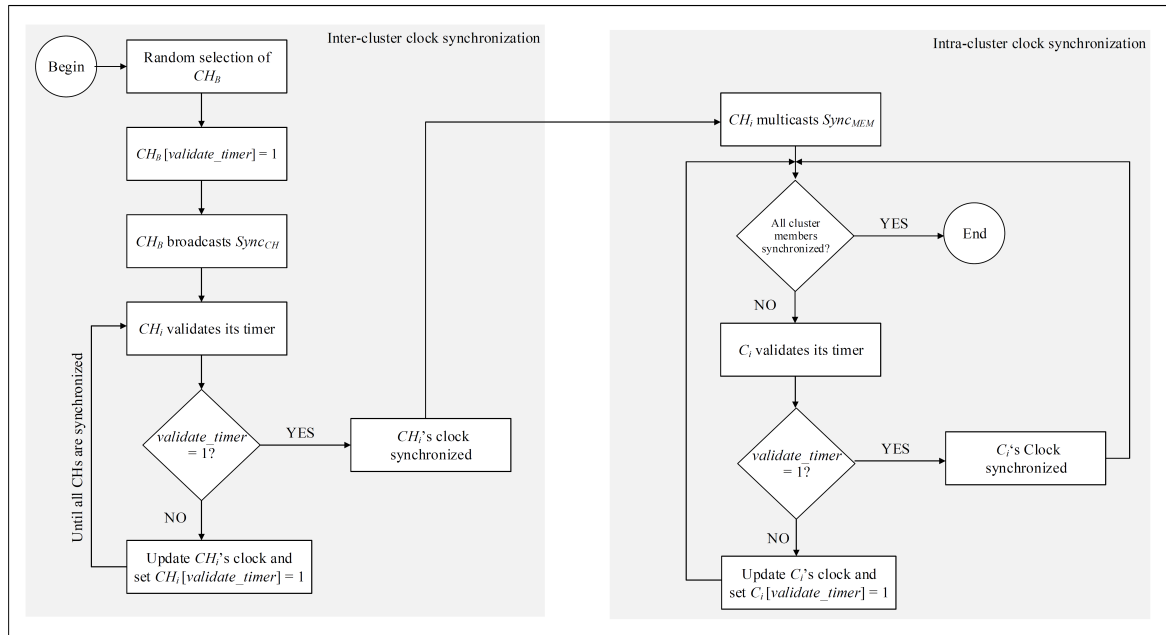 Inter-cluster clock synchronization
Begin
Random selection of
CH_B
CH_B [validate_timer] = 1
CH_B broadcasts Sync_CH
CH_i validates its timer
Until all CHs are synchronized
validate_timer
= 1?
YES
CH_i's clock
synchronized
NO
Update CH_i's clock and
set CH_i [validate_timer] = 1
Intra-cluster clock synchronization
CH_i multicasts Sync_MEM
All cluster
members
synchronized?
YES
End
NO
C_i validates its timer
validate_timer
= 1?
YES
C_i‘s Clock
synchronized
NO
Update C_i's clock and
set C_i [validate_timer] = 1